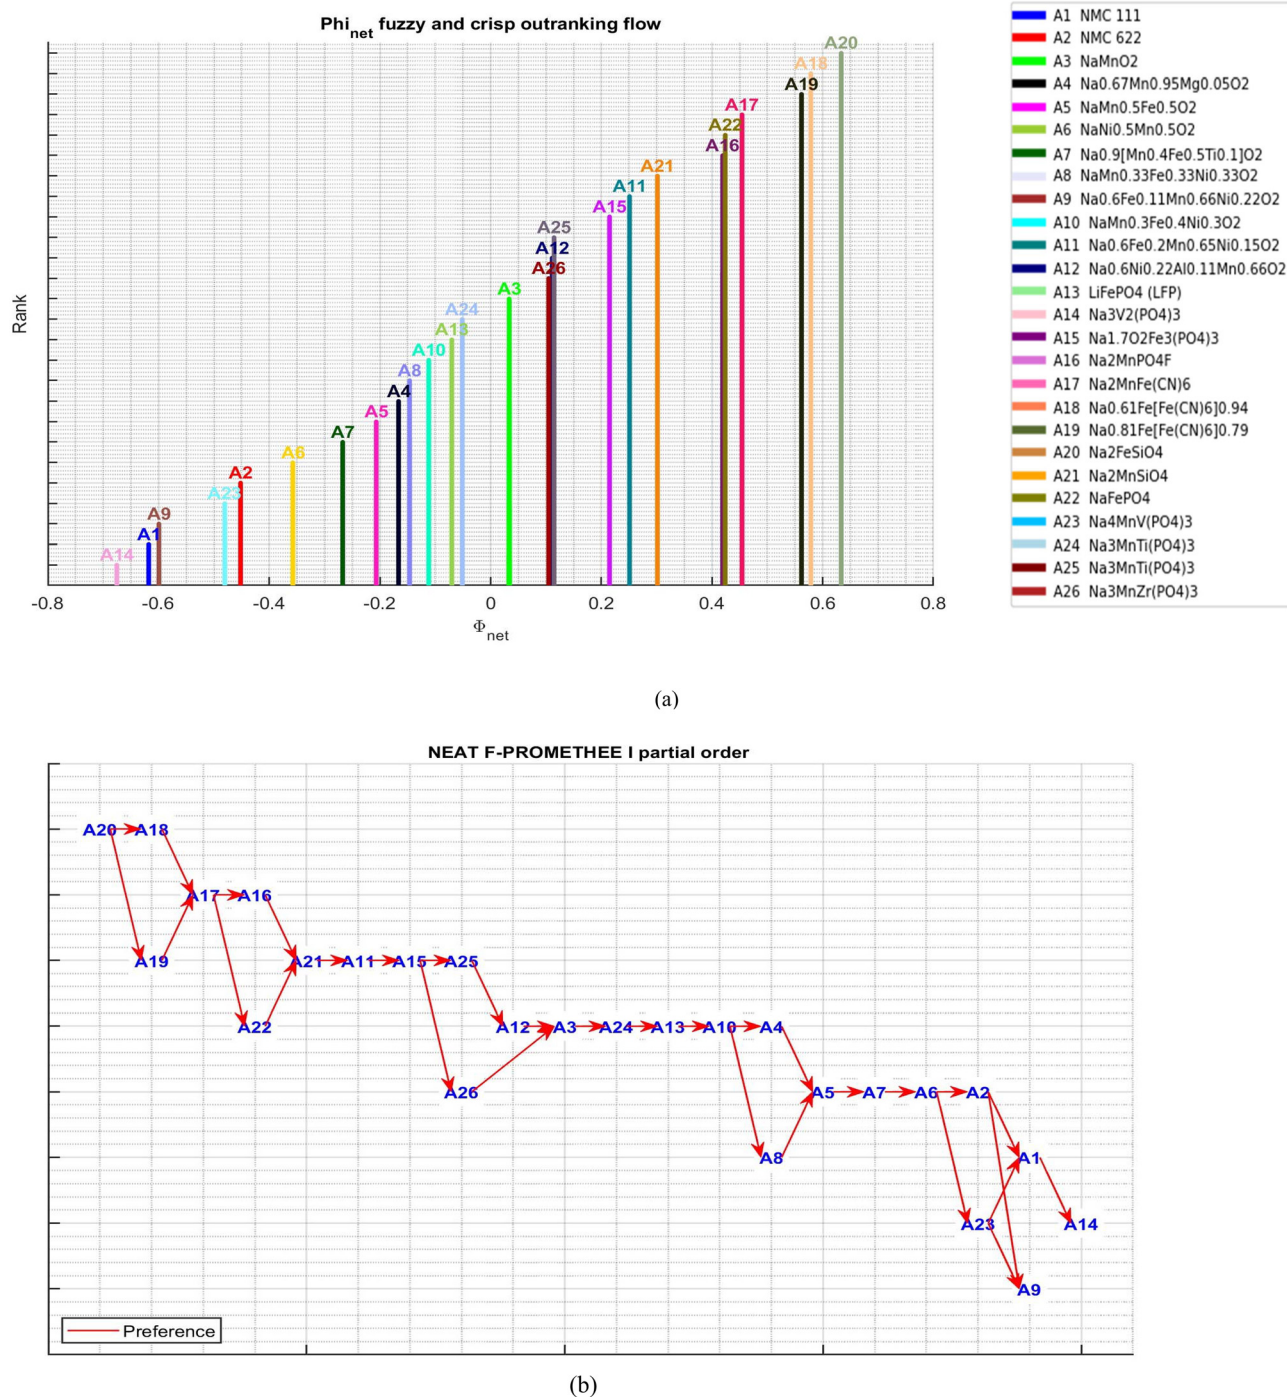 Phi_net fuzzy and crisp outranking flow
A20
A18
A19
A17
A22
A16
A21
A11
A15
A25
A12
A26
A3
A24
A13
A10
A8
A4
A5
A7
A6
A2
A23
A9
A1
A14
Rank
-0.8 -0.6 -0.4 -0.2 0 0.2 0.4 0.6 0.8
Φ_net
A1 NMC 111
A2 NMC 622
A3 NaMnO2
A4 Na0.67Mn0.95Mg0.05O2
A5 NaMn0.5Fe0.5O2
A6 NaNi0.5Mn0.5O2
A7 Na0.9[Mn0.4Fe0.5Ti0.1]O2
A8 NaMn0.33Fe0.33Ni0.33O2
A9 Na0.6Fe0.11Mn0.66Ni0.22O2
A10 NaMn0.3Fe0.4Ni0.3O2
A11 Na0.6Fe0.2Mn0.65Ni0.15O2
A12 Na0.6Ni0.22Al0.11Mn0.66O2
A13 LiFePO4 (LFP)
A14 Na3V2(PO4)3
A15 Na1.7O2Fe3(PO4)3
A16 Na2MnPO4F
A17 Na2MnFe(CN)6
A18 Na0.61Fe[Fe(CN)6]0.94
A19 Na0.81Fe[Fe(CN)6]0.79
A20 Na2FeSiO4
A21 Na2MnSiO4
A22 NaFePO4
A23 Na4MnV(PO4)3
A24 Na3MnTi(PO4)3
A25 Na3MnTi(PO4)3
A26 Na3MnZr(PO4)3
(a)
NEAT F-PROMETHEE I partial order
A20 A18
A17 A16
A19 A21 A11 A15 A25
A22 A12 A3 A24 A13 A10 A4
A26 A5 A7 A6 A2
A8 A1
A23 A14
A9
Preference
(b)